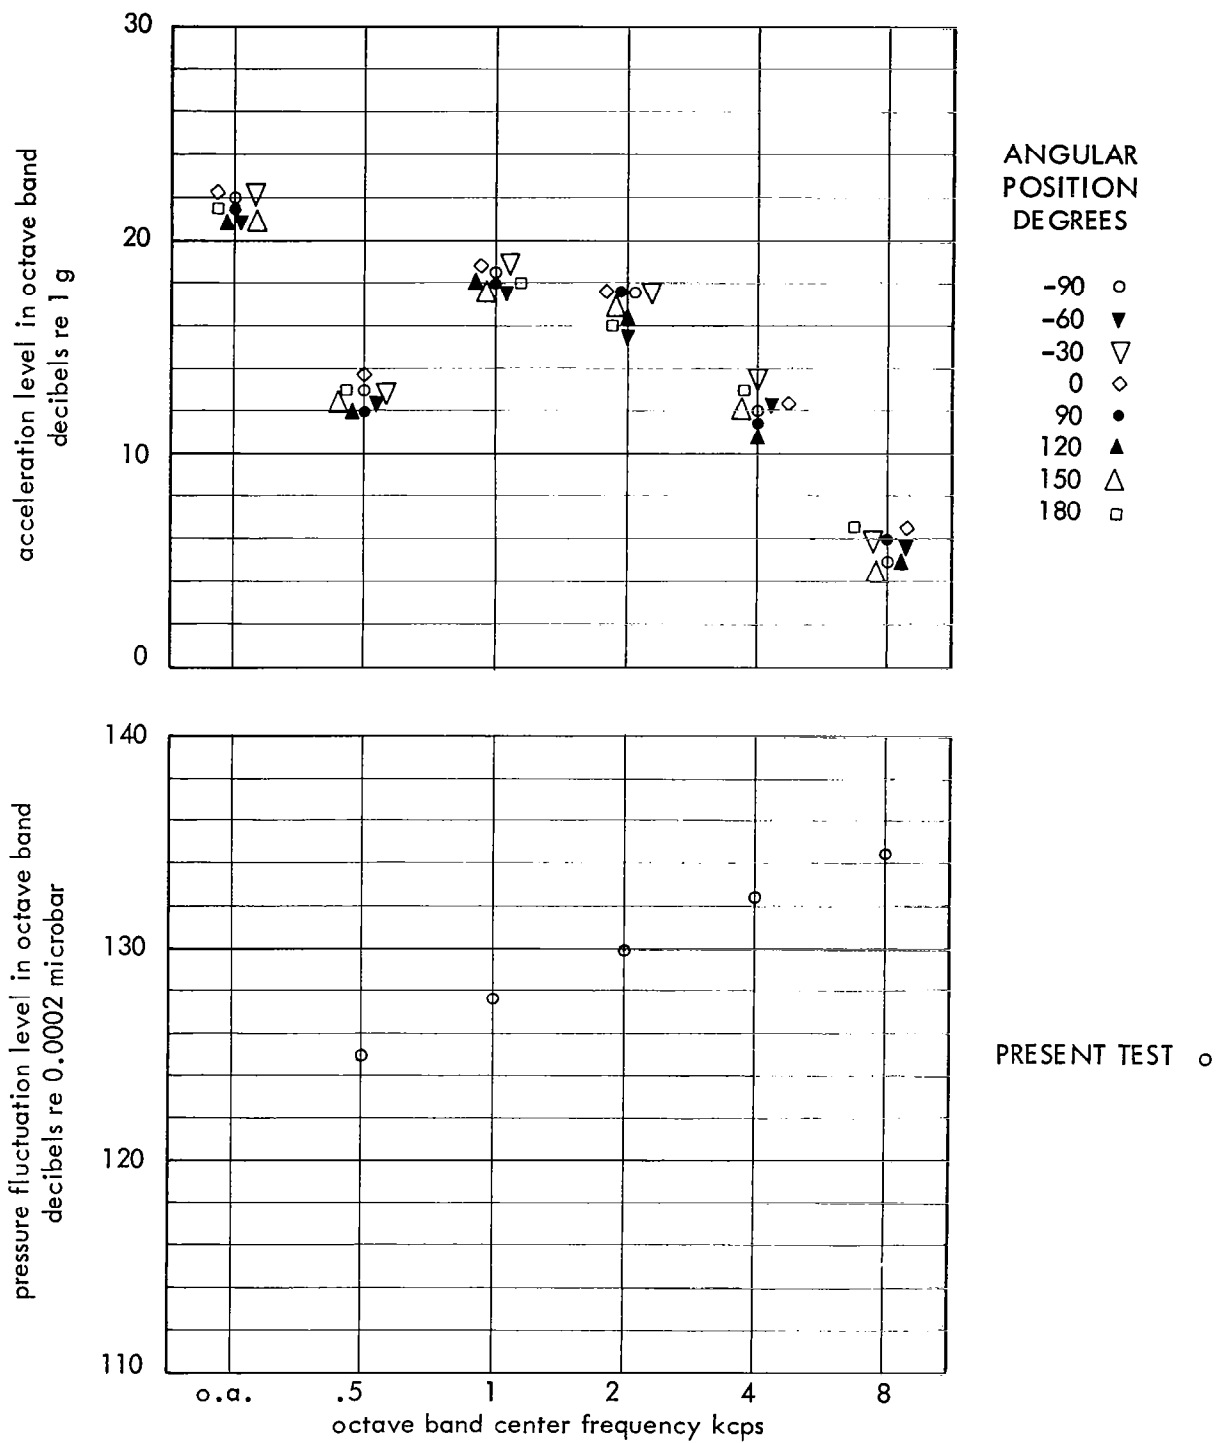 30
20
10
0
acceleration level in octave band
decibels re 1 g
ANGULAR
POSITION
DEGREES
-90
-60
-30
0
90
120
150
180
140
130
120
110
pressure fluctuation level in octave band
decibels re 0.0002 microbar
PRESENT TEST
o.a. .5 1 2 4 8
octave band center frequency kcps